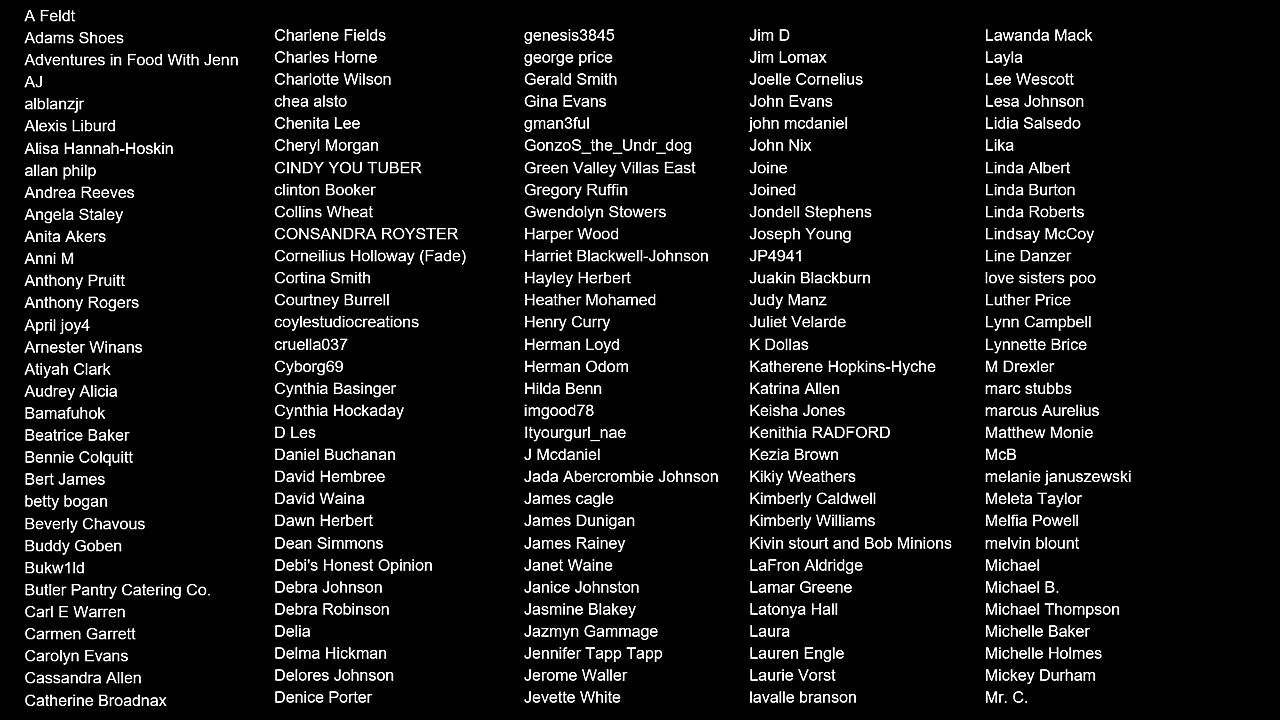 A Feldt
Adams Shoes
Adventures in Food With Jenn
AJ
alblanzjr
Alexis Liburd
Alisa Hannah-Hoskin
allan philp
Andrea Reeves
Angela Staley
Anita Akers
Anni M
Anthony Pruitt
Anthony Rogers
April joy4
Arnester Winans
Atiyah Clark
Audrey Alicia
Bamafuhok
Beatrice Baker
Bennie Colquitt
Bert James
betty bogan
Beverly Chavous
Buddy Goben
Bukw1ld
Butler Pantry Catering Co.
Carl E Warren
Carmen Garrett
Carolyn Evans
Cassandra Allen
Catherine Broadnax
Charlene Fields
Charles Horne
Charlotte Wilson
chea alsto
Chenita Lee
Cheryl Morgan
CINDY YOU TUBER
clinton Booker
Collins Wheat
CONSANDRA ROYSTER
Corneilius Holloway (Fade)
Cortina Smith
Courtney Burrell
coylestudiocreations
cruella037
Cyborg69
Cynthia Basinger
Cynthia Hockaday
D Les
Daniel Buchanan
David Hembree
David Waina
Dawn Herbert
Dean Simmons
Debi's Honest Opinion
Debra Johnson
Debra Robinson
Delia
Delma Hickman
Delores Johnson
Denice Porter
genesis3845
george price
Gerald Smith
Gina Evans
gman3ful
GonzoS_the_Undr_dog
Green Valley Villas East
Gregory Ruffin
Gwendolyn Stowers
Harper Wood
Harriet Blackwell-Johnson
Hayley Herbert
Heather Mohamed
Henry Curry
Herman Loyd
Herman Odom
Hilda Benn
imgood78
Ityourgurl_nae
J Mcdaniel
Jada Abercrombie Johnson
James cagle
James Dunigan
James Rainey
Janet Waine
Janice Johnston
Jasmine Blakey
Jazmyn Gammage
Jennifer Tapp Tapp
Jerome Waller
Jevette White
Jim D
Jim Lomax
Joelle Cornelius
John Evans
john mcdaniel
John Nix
Joine
Joined
Jondell Stephens
Joseph Young
JP4941
Juakin Blackburn
Judy Manz
Juliet Velarde
K Dollas
Katherene Hopkins-Hyche
Katrina Allen
Keisha Jones
Kenithia RADFORD
Kezia Brown
Kikiy Weathers
Kimberly Caldwell
Kimberly Williams
Kivin stourt and Bob Minions
LaFron Aldridge
Lamar Greene
Latonya Hall
Laura
Lauren Engle
Laurie Vorst
lavalle branson
Lawanda Mack
Layla
Lee Wescott
Lesa Johnson
Lidia Salsedo
Lika
Linda Albert
Linda Burton
Linda Roberts
Lindsay McCoy
Line Danzer
love sisters poo
Luther Price
Lynn Campbell
Lynnette Brice
M Drexler
marc stubbs
marcus Aurelius
Matthew Monie
McB
melanie januszewski
Meleta Taylor
Melfia Powell
melvin blount
Michael
Michael B.
Michael Thompson
Michelle Baker
Michelle Holmes
Mickey Durham
Mr. C.